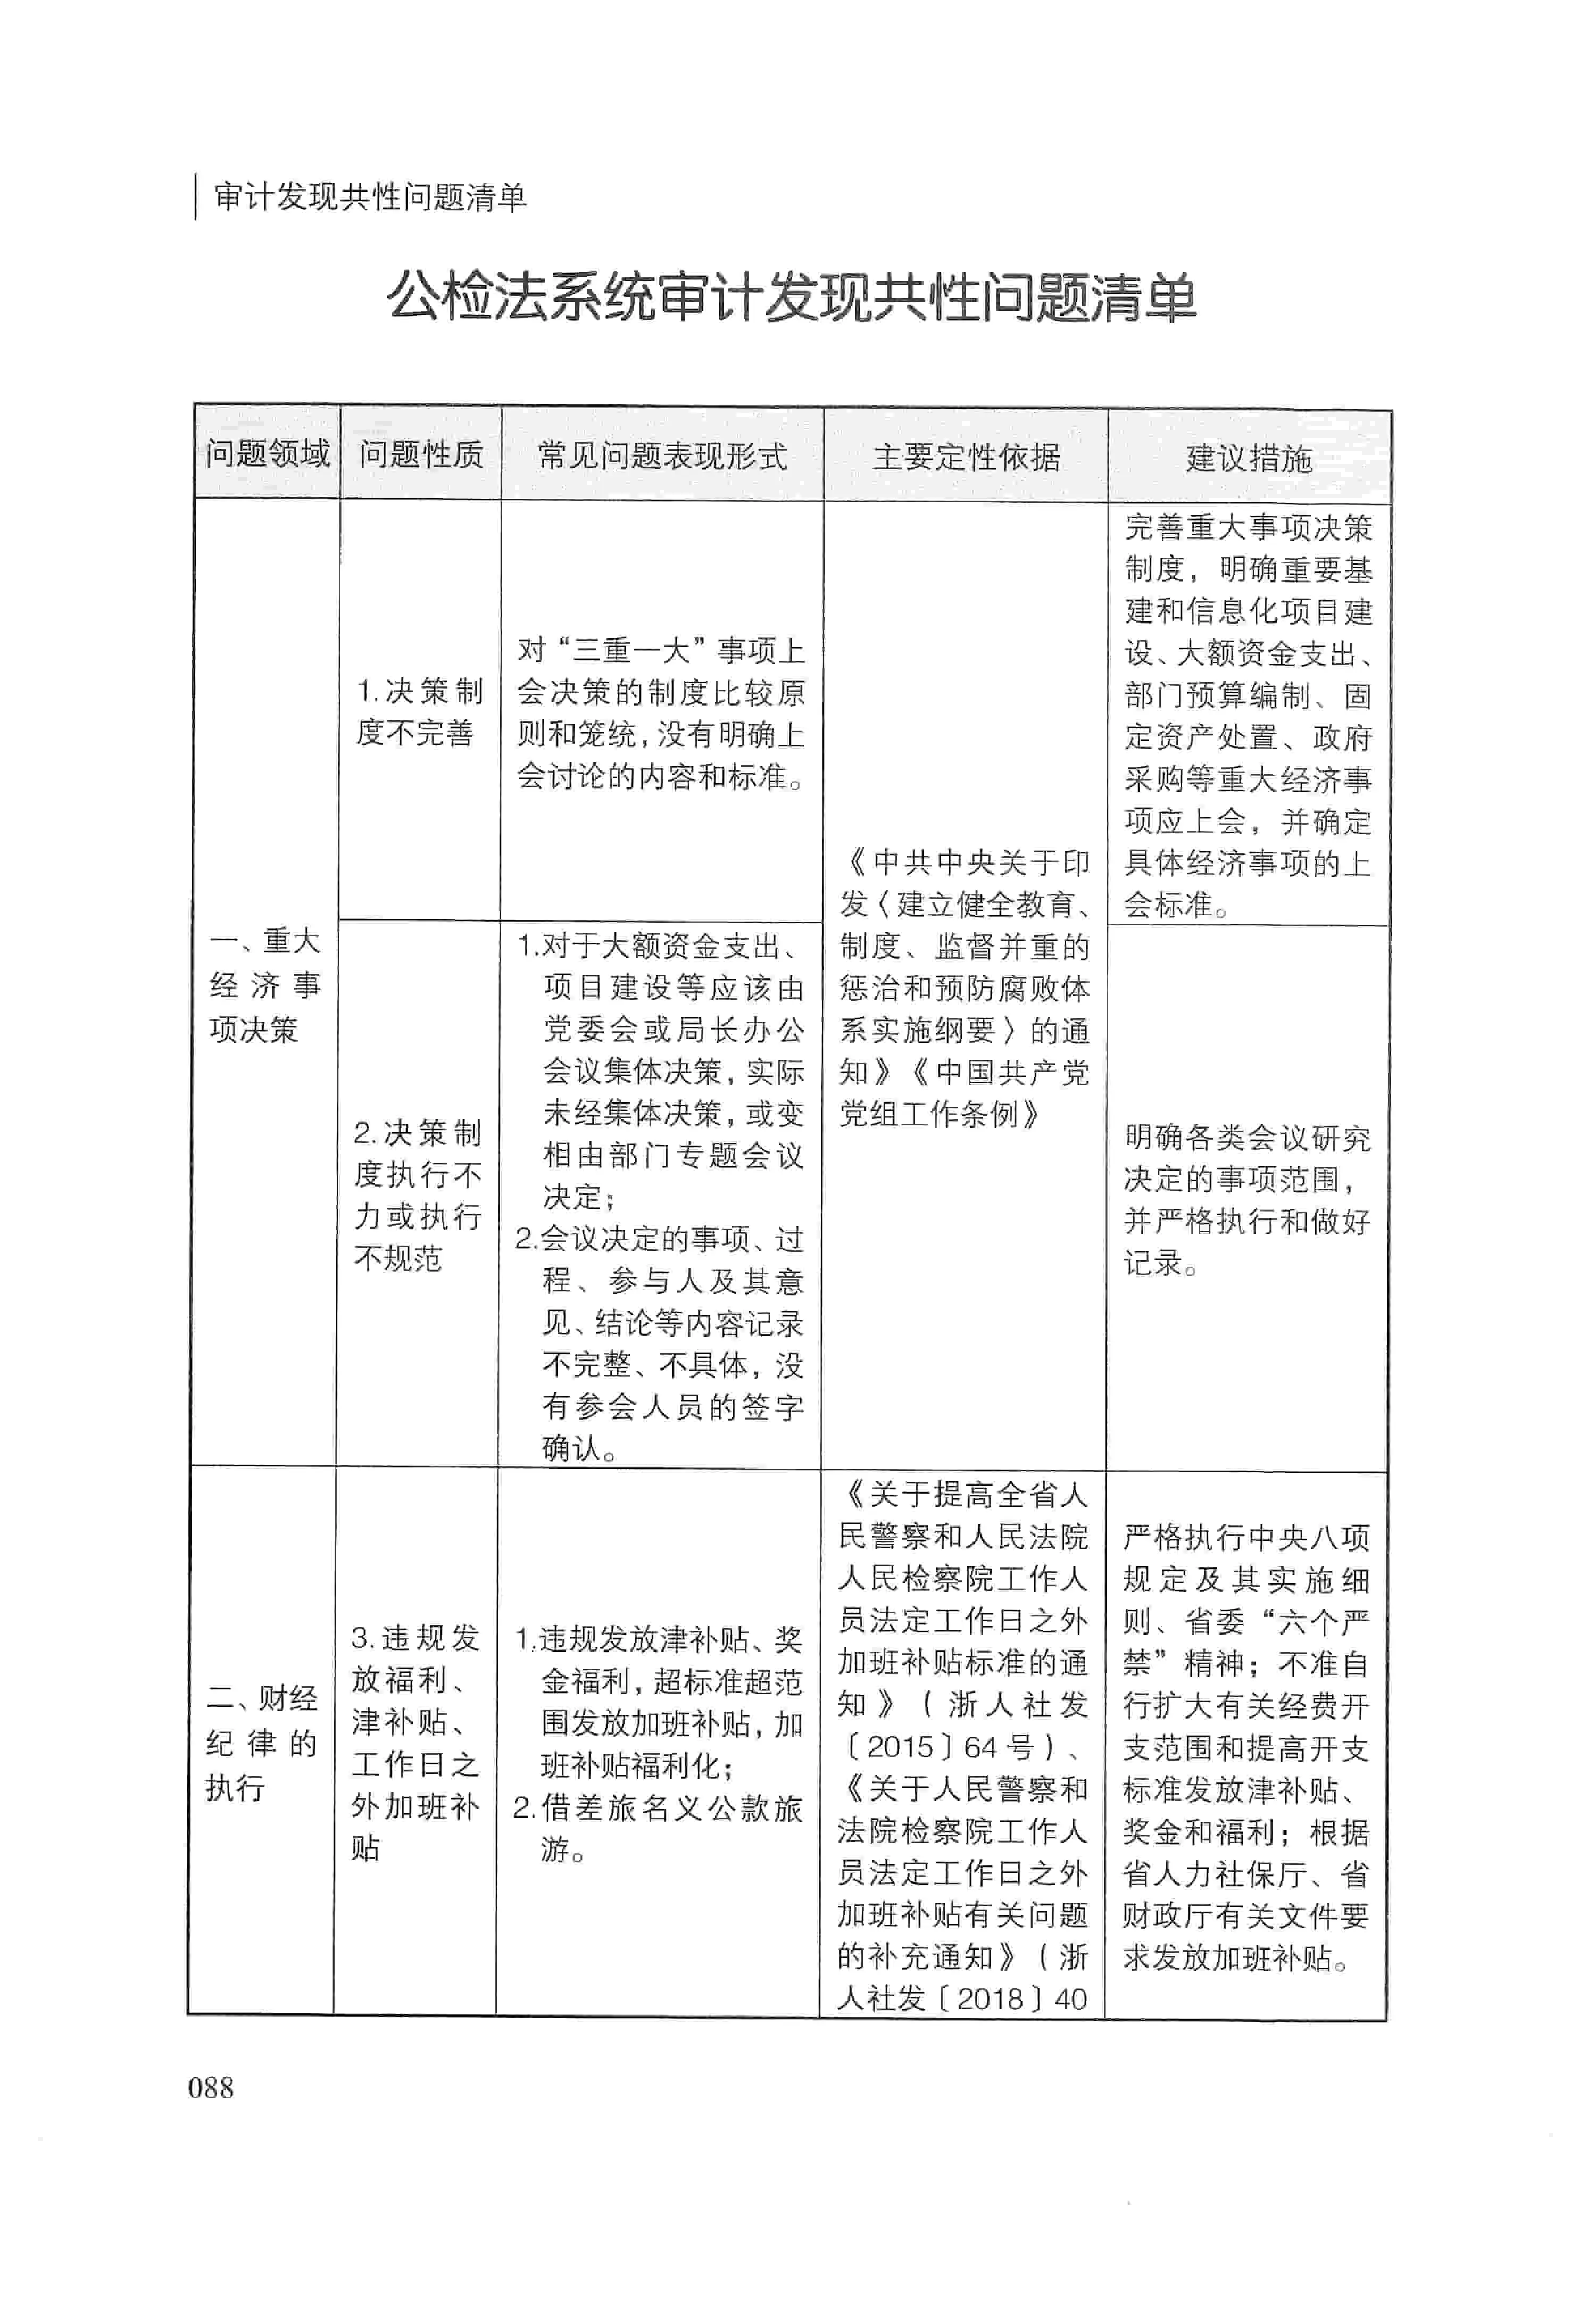 审计发现共性问题清单
公检法系统审计发现共性问题清单
问题领域
问题性质
常见问题表现形式
主要定性依据
建议措施
一、重大
经济事
项决策
1.决策制
度不完善
对“三重一大”事项上
会决策的制度比较原
则和笼统,没有明确上
会讨论的内容和标准。
《中共中央关于印
发〈建立健全教育、
制度、监督并重的
惩治和预防腐败体
系实施纲要〉的通
知》《中国共产党
党组工作条例》
完善重大事项决策
制度，明确重要基
建和信息化项目建
设、大额资金支出、
部门预算编制、固
定资产处置、政府
采购等重大经济事
项应上会，并确定
具体经济事项的上
会标准。
2.决策制
度执行不
力或执行
不规范
1.对于大额资金支出、
项目建设等应该由
党委会或局长办公
会议集体决策,实际
未经集体决策,或变
相由部门专题会议
决定;
2.会议决定的事项、过
程、参与人及其意
见、结论等内容记录
不完整、不具体，没
有参会人员的签字
确认。
明确各类会议研究
决定的事项范围，
并严格执行和做好
记录。
二、财经
纪律的
执行
3.违规发
放福利、
津补贴、
工作日之
外加班补
贴
1.违规发放津补贴、奖
金福利,超标准超范
围发放加班补贴,加
班补贴福利化;
2.借差旅名义公款旅
游。
《关于提高全省人
民警察和人民法院
人民检察院工作人
员法定工作日之外
加班补贴标准的通
知》（浙人社发
〔2015〕64号）、
《关于人民警察和
法院检察院工作人
员法定工作日之外
加班补贴有关问题
的补充通知》（浙
人社发〔2018〕40
严格执行中央八项
规定及其实施细
则、省委“六个严
禁”精神；不准自
行扩大有关经费开
支范围和提高开支
标准发放津补贴、
奖金和福利；根据
省人力社保厅、省
财政厅有关文件要
求发放加班补贴。
088